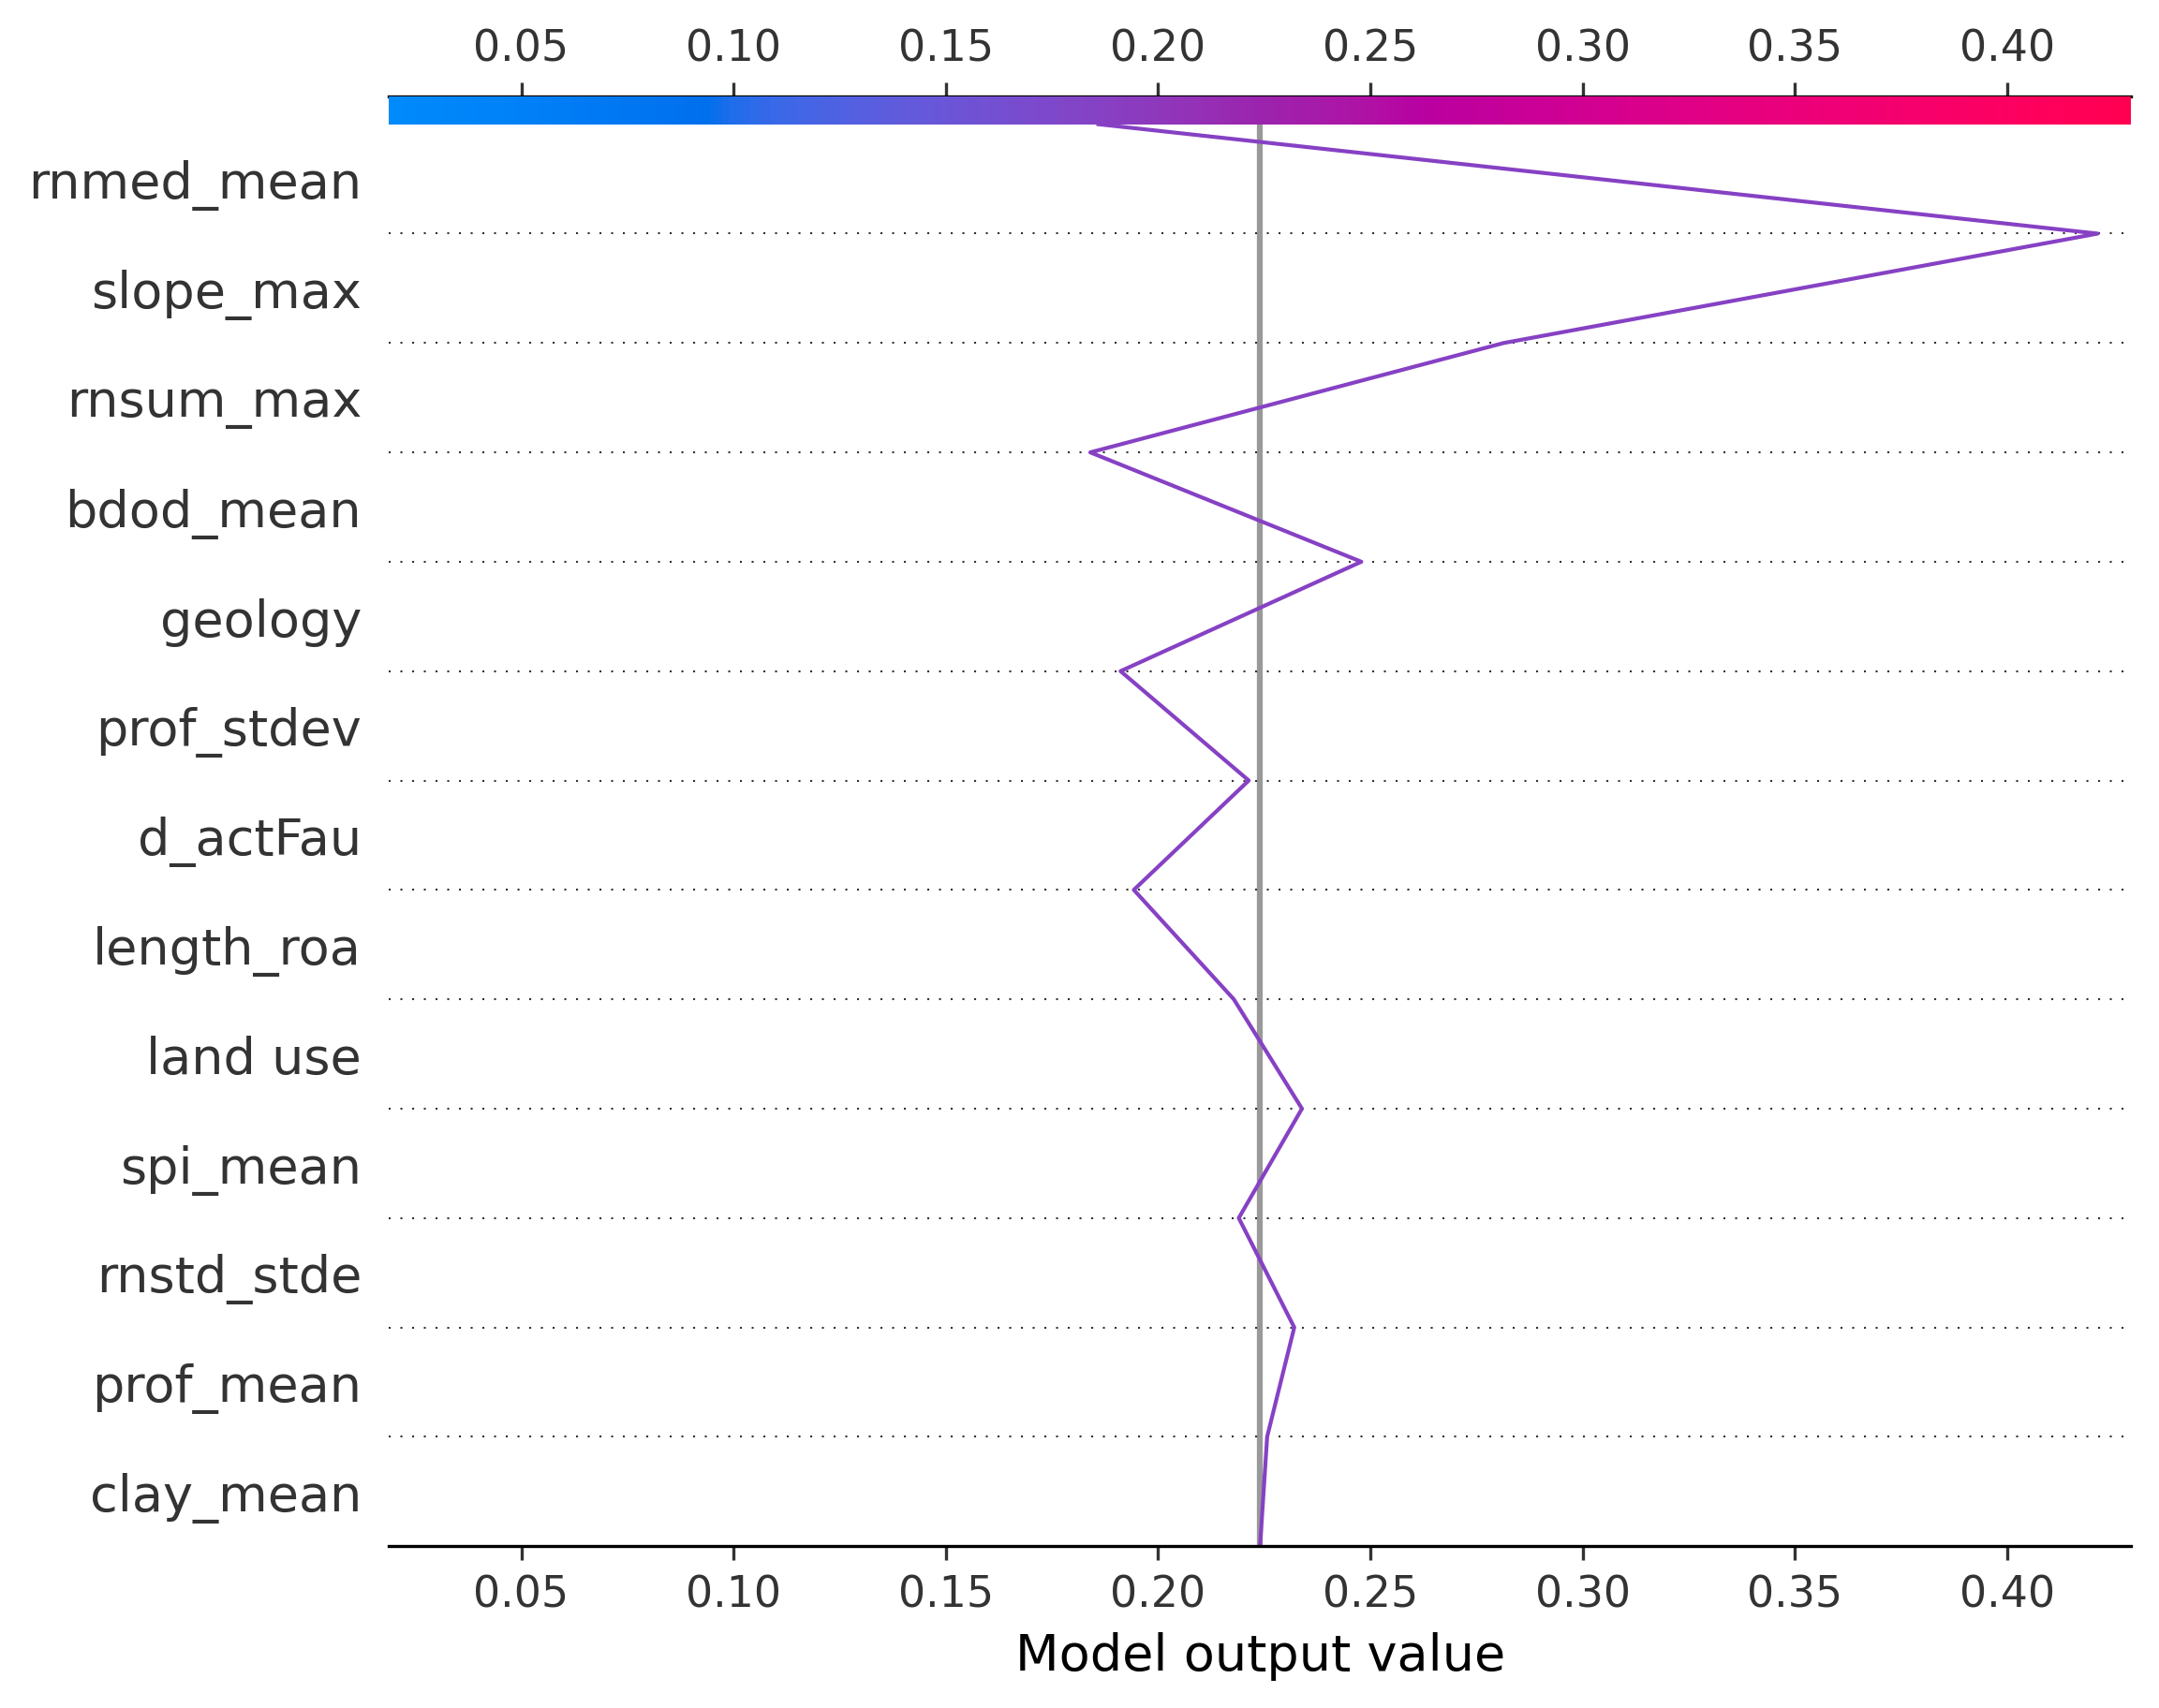 0.05 0.10 0.15 0.20 0.25 0.30 0.35 0.40
rnmed_mean
slope_max
rnsum_max
bdod_mean
geology
prof_stdev
d_actFau
length_roa
land use
spi_mean
rnstd_stde
prof_mean
clay_mean
0.05 0.10 0.15 0.20 0.25 0.30 0.35 0.40
Model output value